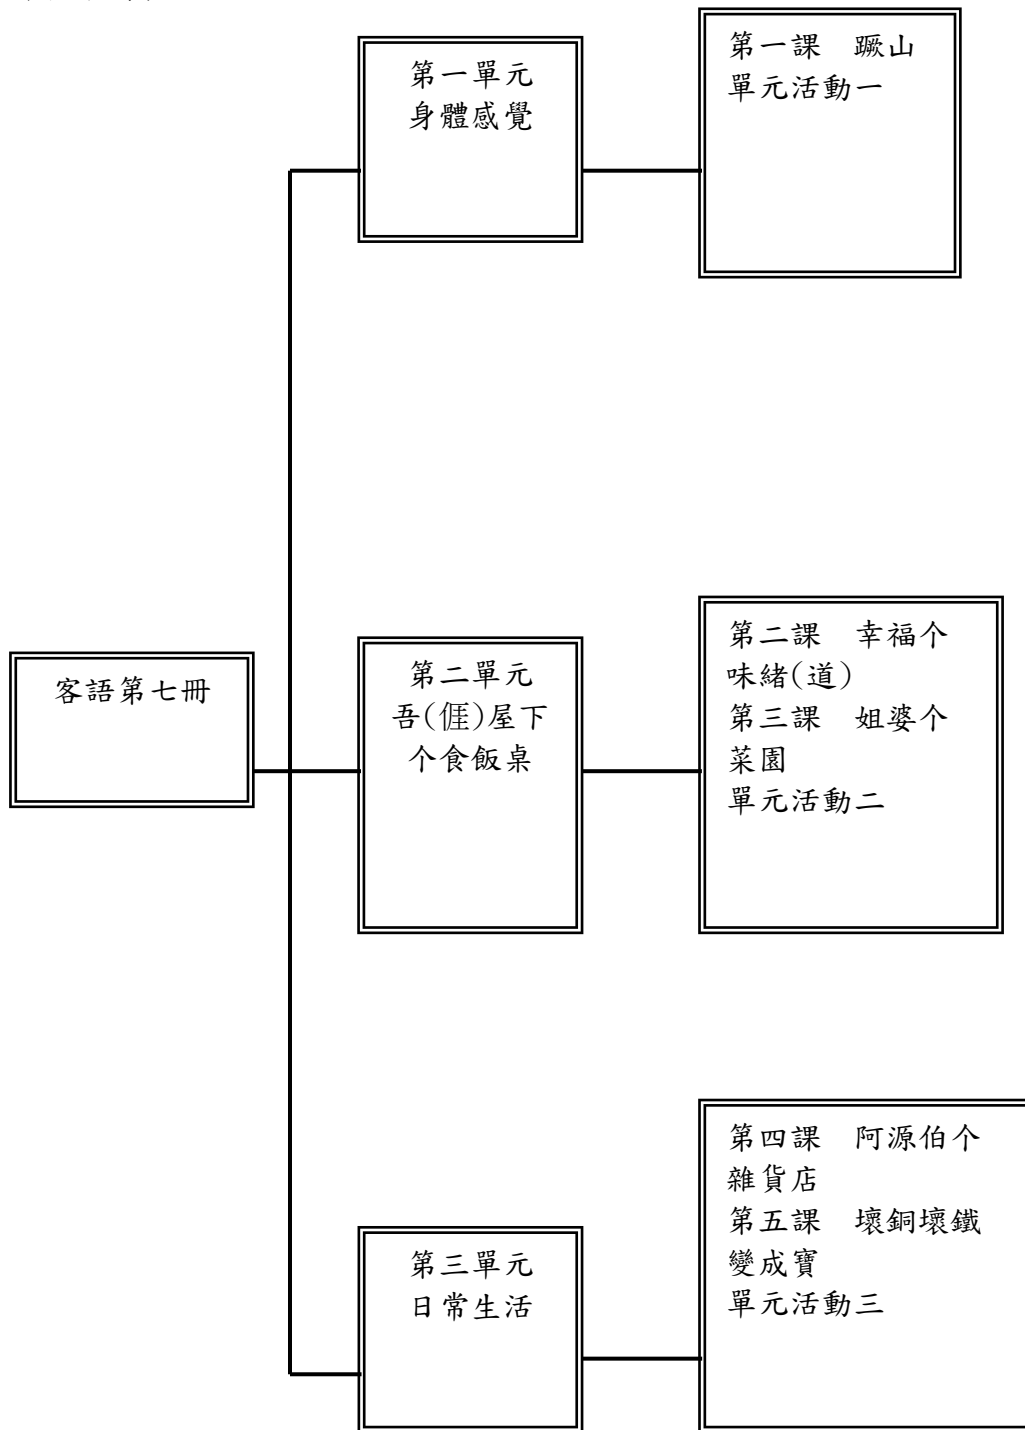 客語第七冊
第一單元
身體感覺
第一課　蹶山
單元活動一
第二單元
吾(𠊎)屋下
个食飯桌
第二課　幸福个
味緒(道)
第三課　姐婆个
菜園
單元活動二
第三單元
日常生活
第四課　阿源伯个
雜貨店
第五課　壞銅壞鐵
變成寶
單元活動三